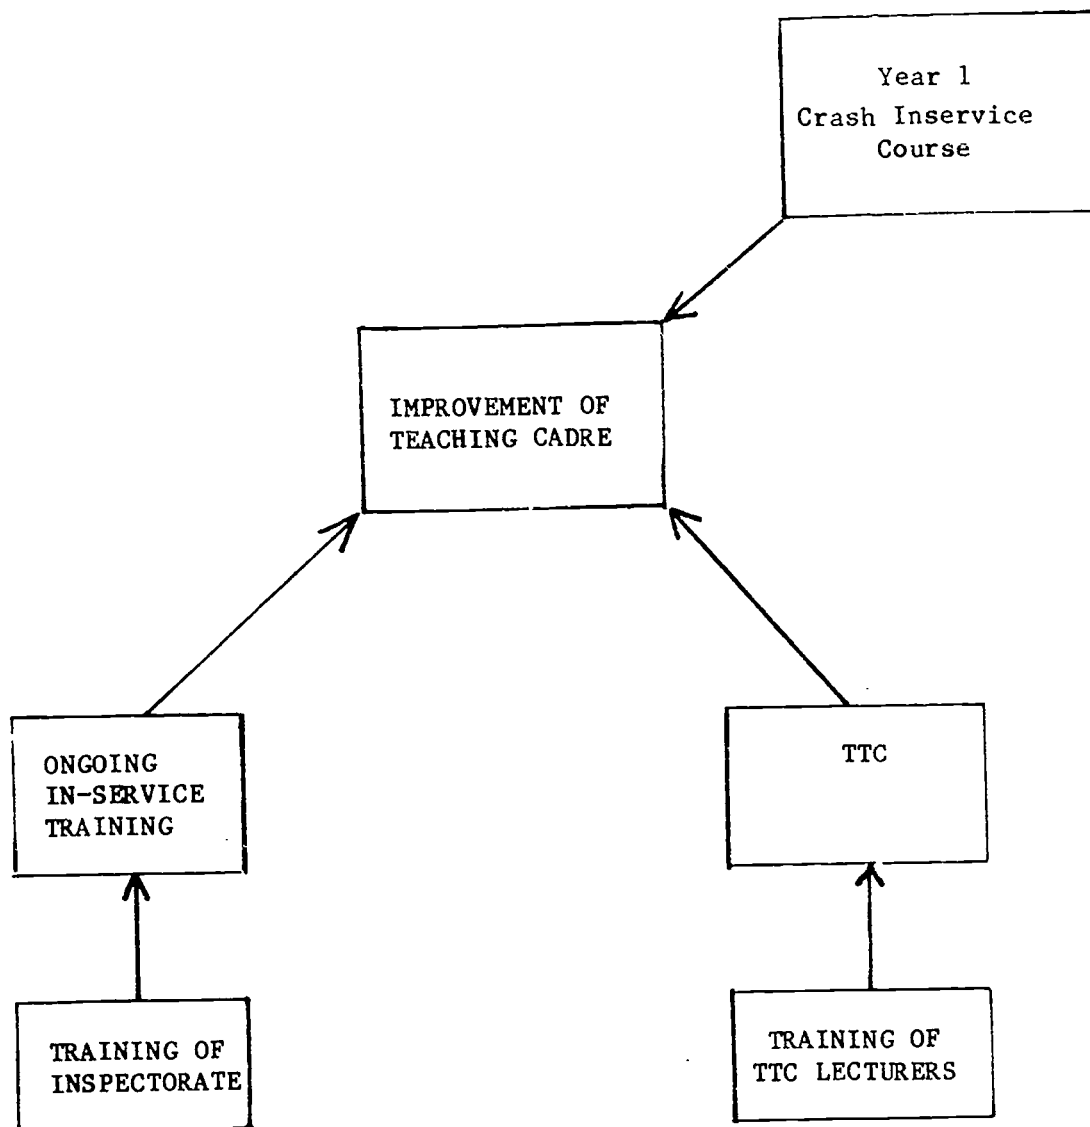 Year 1
Crash Inservice
Course
IMPROVEMENT OF
TEACHING CADRE
ONGOING
IN-SERVICE
TRAINING
TTC
TRAINING OF
INSPECTORATE
TRAINING OF
TTC LECTURERS